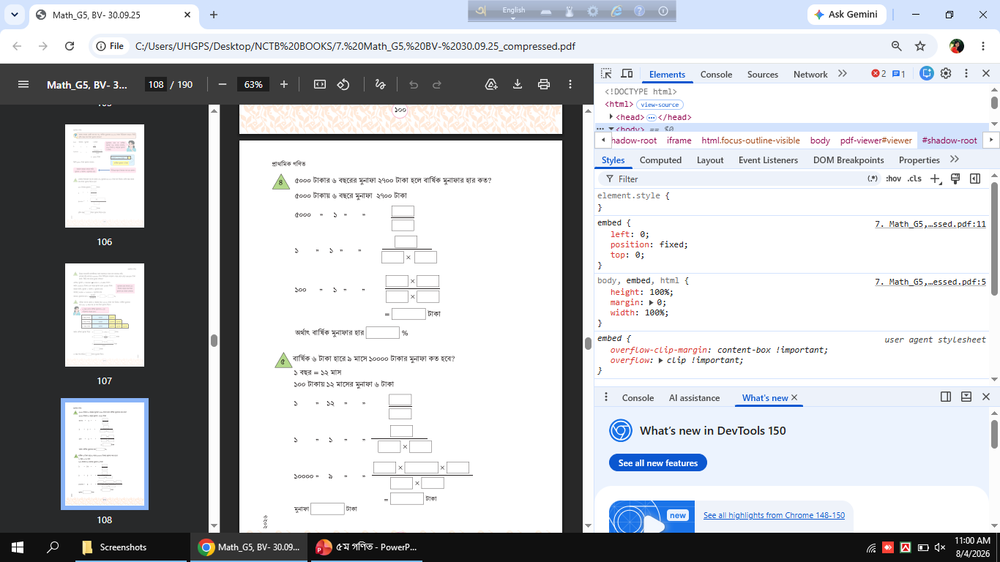 Math_G5, BV- 30.09.25
English
Ask Gemini
File
C:/Users/UHGPS/Desktop/NCTB%20BOOKS/7.%20Math_G5,%20BV-%2030.09.25_compressed.pdf
Math_G5, BV- 3...
108 / 190
63%
106
107
108
১০০
প্রাথমিক গণিত
৪ ৫০০০ টাকার ৬ বছরের মুনাফা ২৭০০ টাকা হলে বার্ষিক মুনাফার হার কত?
৫০০০ টাকায় ৬ বছরে মুনাফা ২৭০০ টাকা
৫০০০ " ১ " "
১ " ১ " "
×
১০০ " ১ " "
×
×
= টাকা
অর্থাৎ বার্ষিক মুনাফার হার %
৫ বার্ষিক ৬ টাকা হারে ৯ মাসে ১০০০০ টাকার মুনাফা কত হবে?
১ বছর = ১২ মাস
১০০ টাকায় ১২ মাসের মুনাফা ৬ টাকা
১ " ১২ " "
১ " ১ " "
×
১০০০০ " ৯ " "
× ×
×
= টাকা
মুনাফা টাকা
২০২৬
Elements Console Sources Network 2 1
<!DOCTYPE html>
<html> view-source
<head> </head>
<body> == $0
hadow-root iframe html.focus-outline-visible body pdf-viewer#viewer #shadow-root
Styles Computed Layout Event Listeners DOM Breakpoints Properties
Filter :hov .cls
element.style {
}
embed { 7. Math_G5,…ssed.pdf:11
left: 0;
position: fixed;
top: 0;
}
body, embed, html { 7. Math_G5,…essed.pdf:5
height: 100%;
margin: 0;
width: 100%;
}
embed { user agent stylesheet
overflow-clip-margin: content-box !important;
overflow: clip !important;
}
Console AI assistance What's new
What's new in DevTools 150
See all new features
new
See all highlights from Chrome 148-150
Screenshots
Math_G5, BV- 30.09...
৫ম গণিত - PowerP...
11:00 AM
8/4/2026